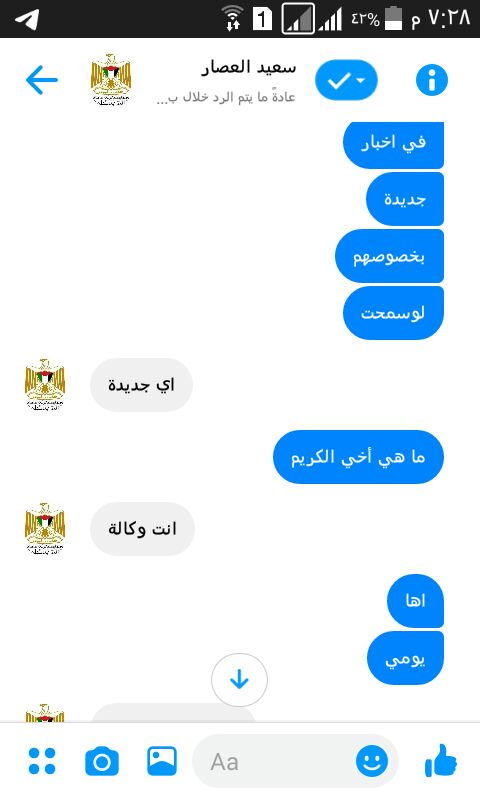 ٧:٢٨ م
٤٢%
1
سعيد العصار
عادةً ما يتم الرد خلال ب...
في اخبار
جديدة
بخصوصهم
لوسمحت
اي جديدة
ما هي أخي الكريم
انت وكالة
اها
يومي
Aa